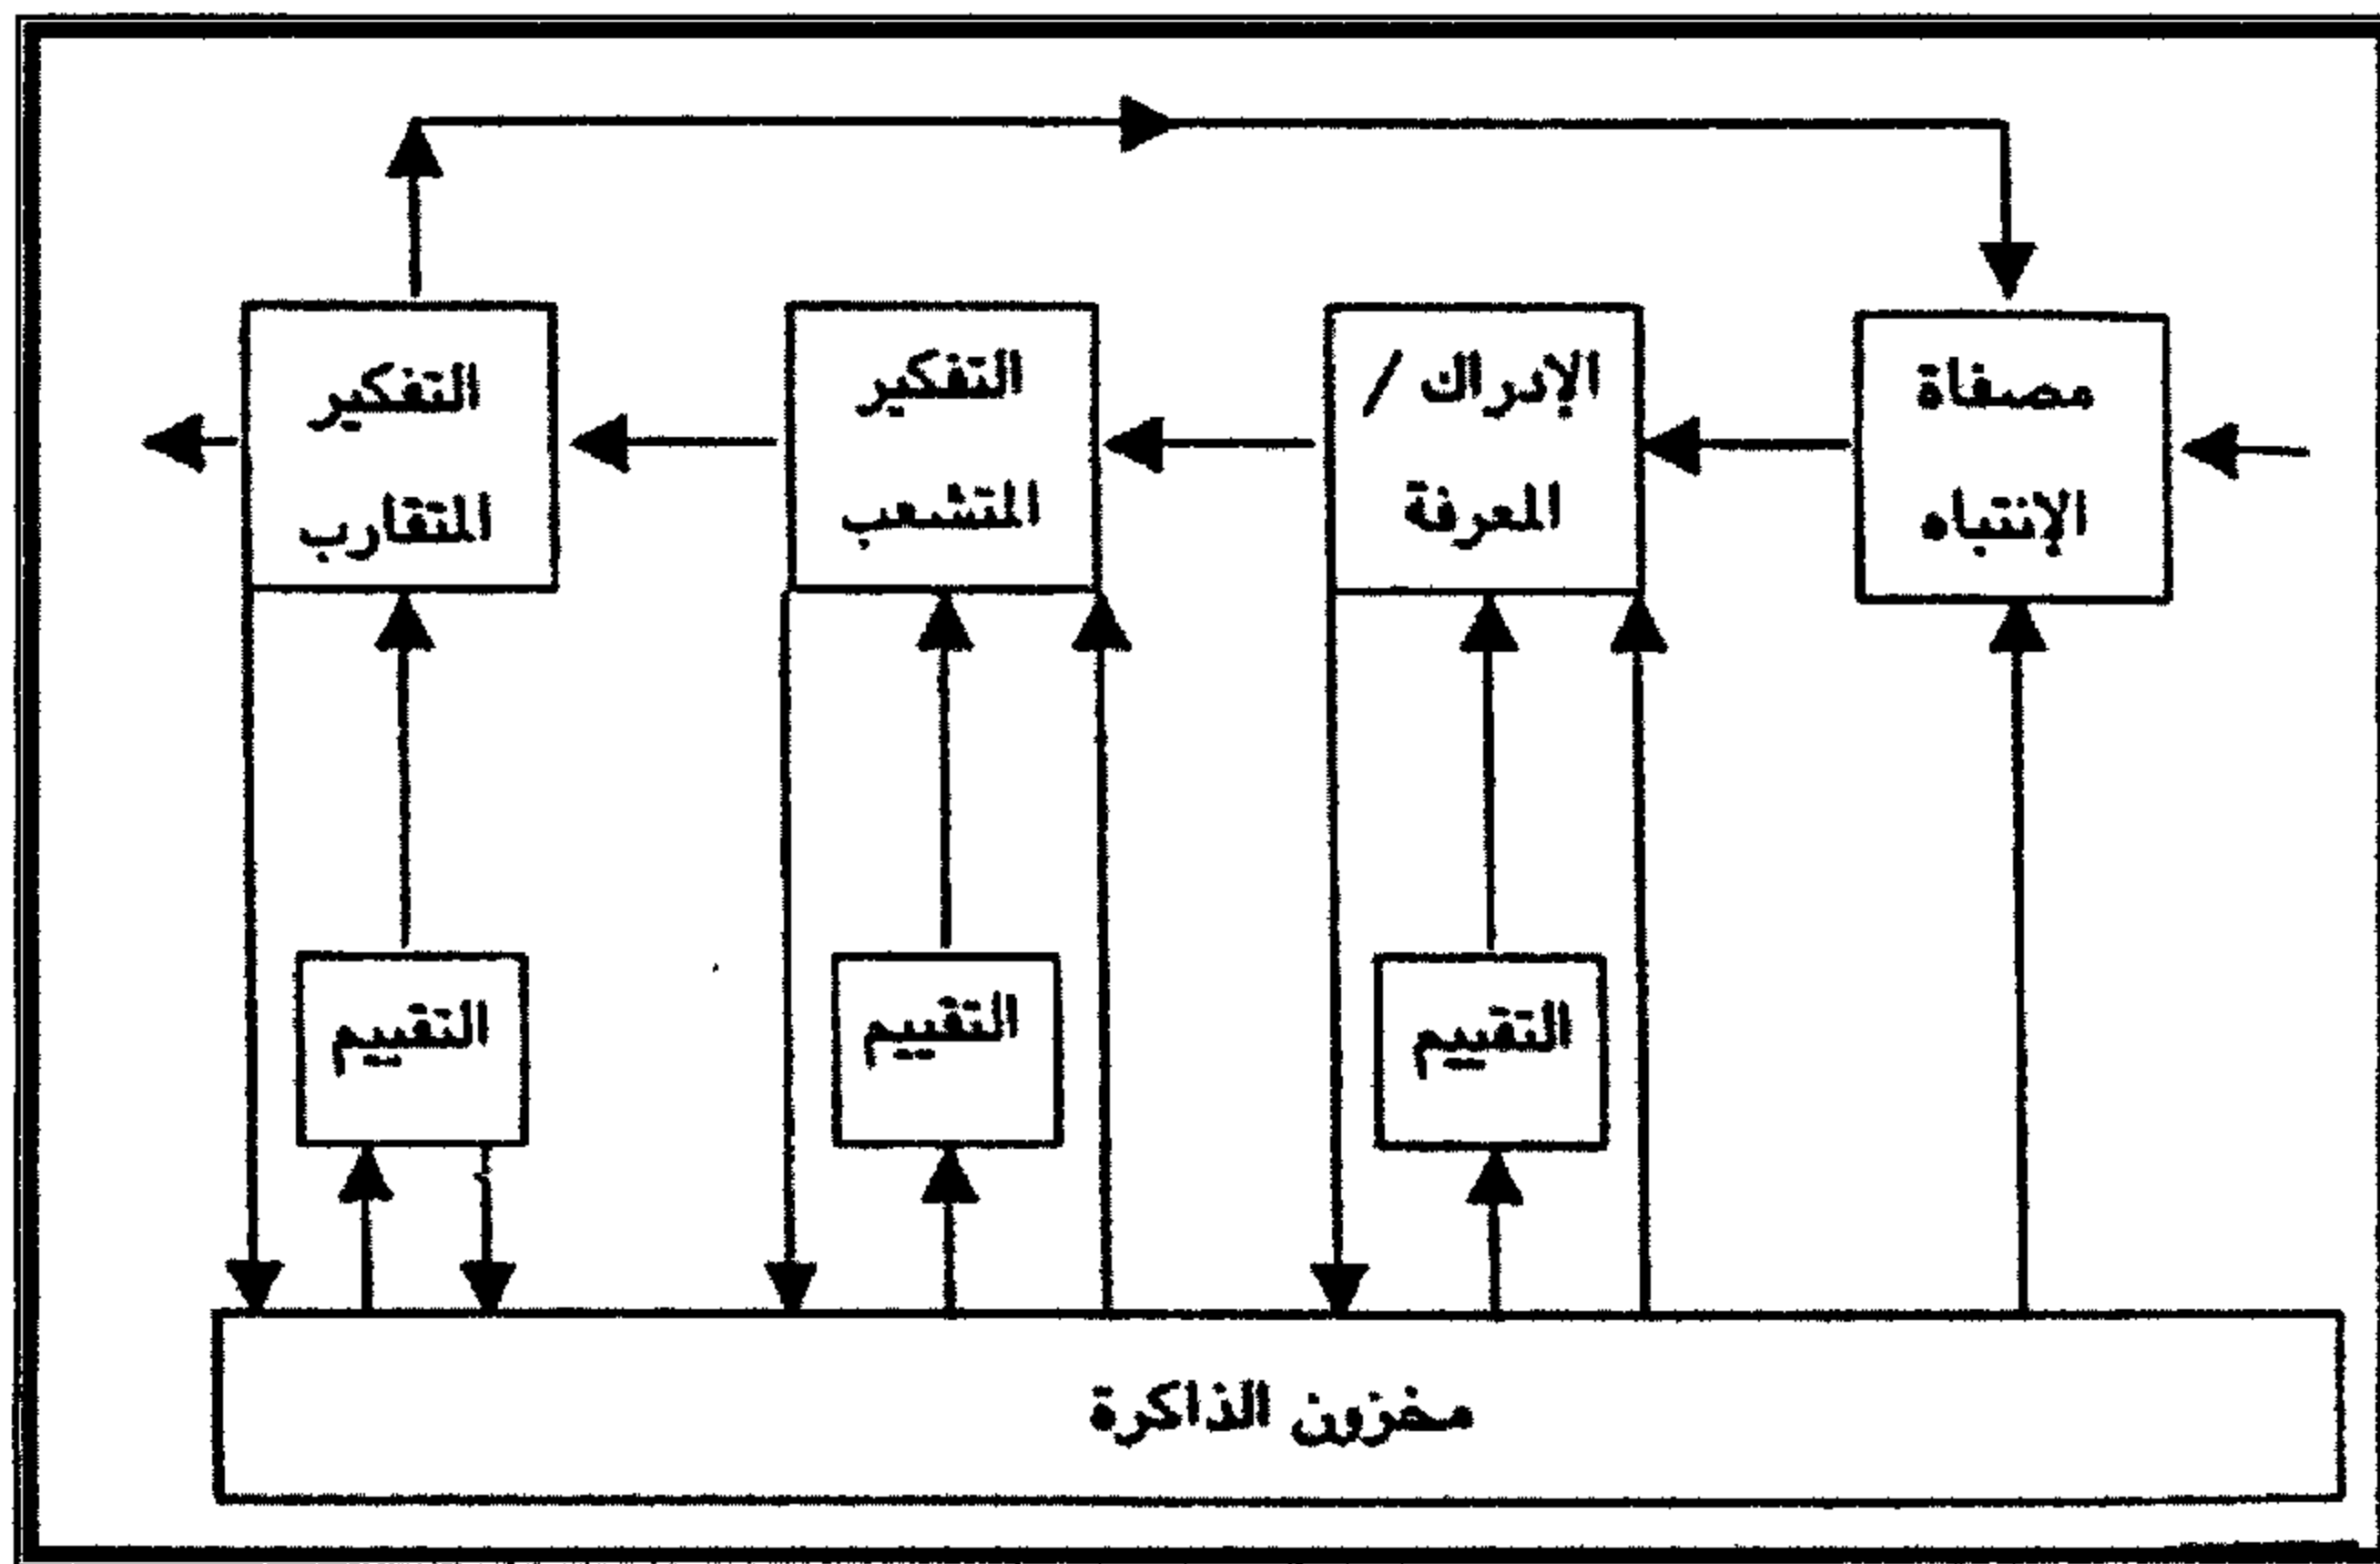 مصفاة
الإنتباه
الإدراك /
المعرفة
التفكير
المتشعب
التفكير
المتقارب
التقييم
التقييم
التقييم
مخزون الذاكرة